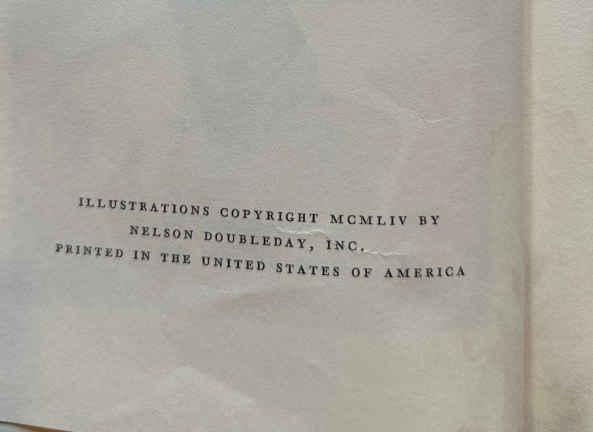 ILLUSTRATIONS COPYRIGHT MCMLIV BY
NELSON DOUBLEDAY, INC.
PRINTED IN THE UNITED STATES OF AMERICA